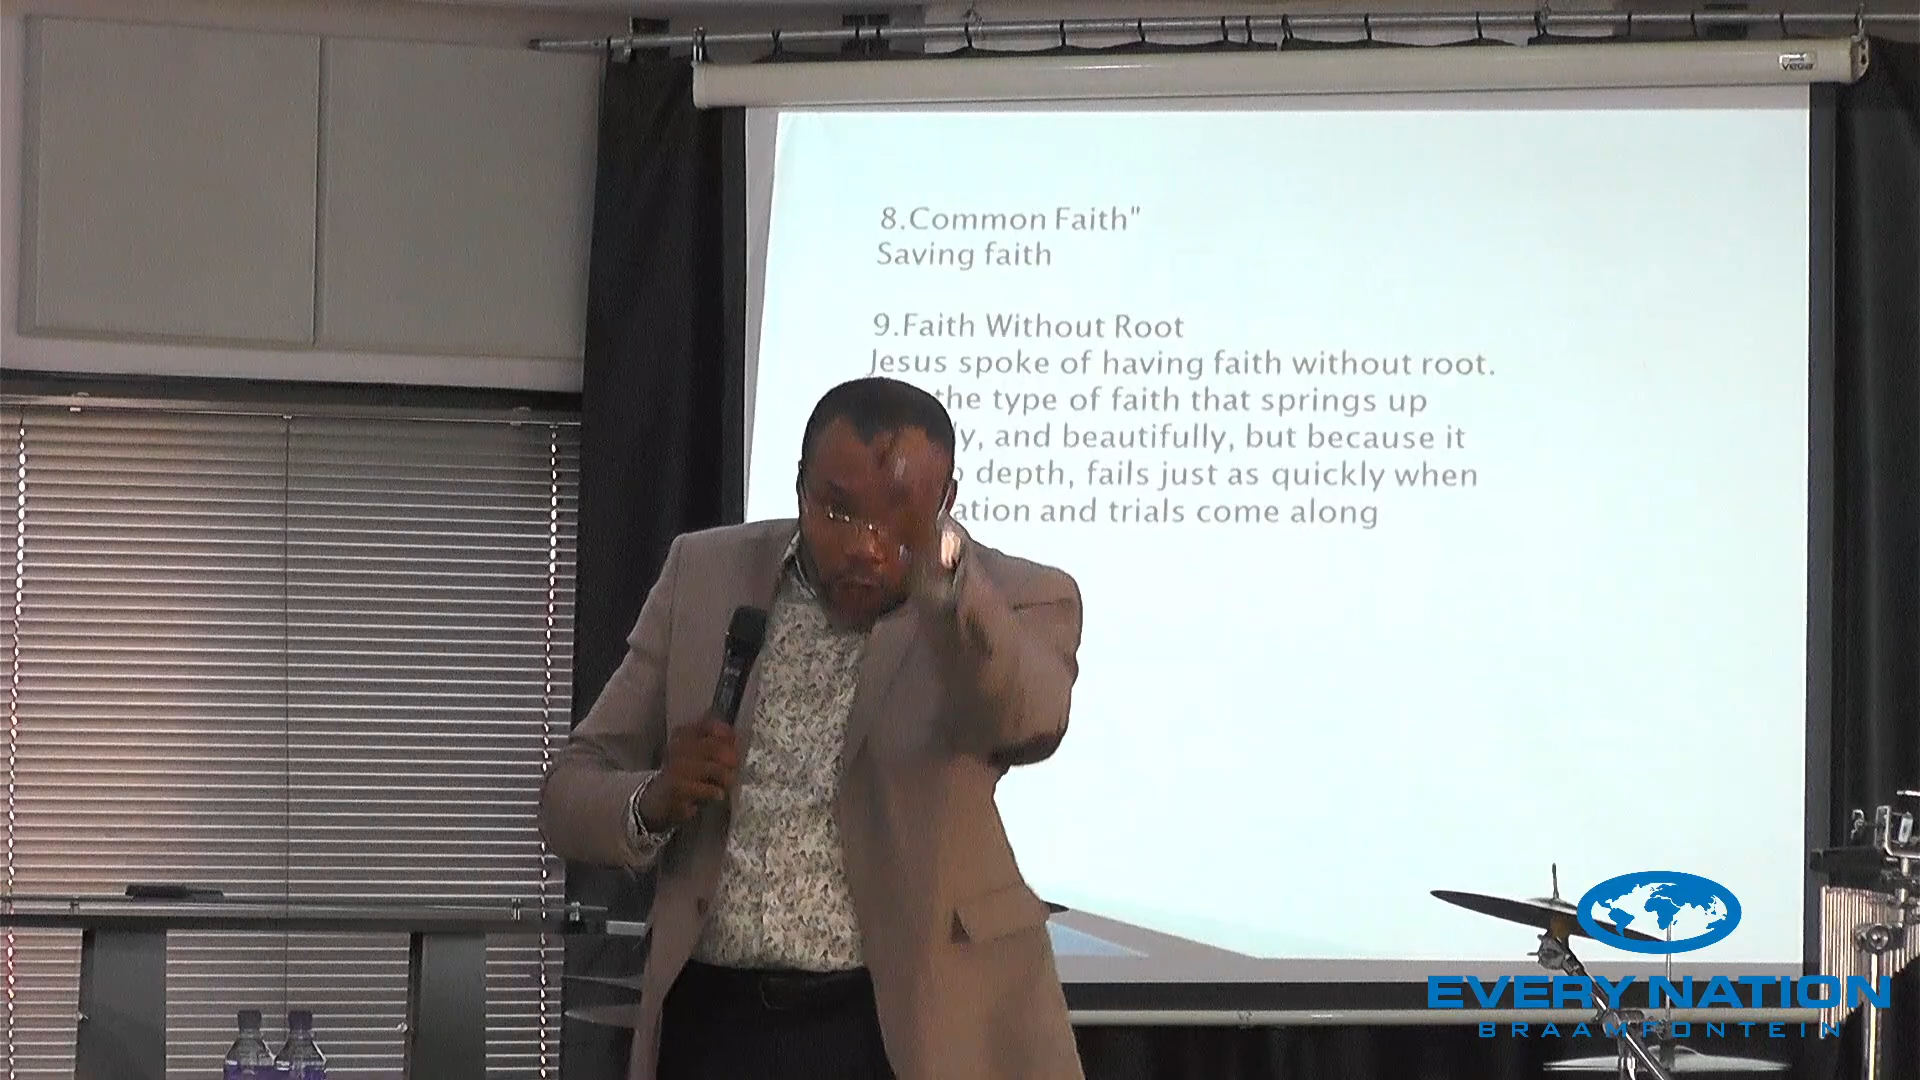 8.Common Faith"
Saving faith
9.Faith Without Root
Jesus spoke of having faith without root.
the type of faith that springs up
y, and beautifully, but because it
depth, fails just as quickly when
ation and trials come along
EVERY NATION
BRAAMFONTEIN